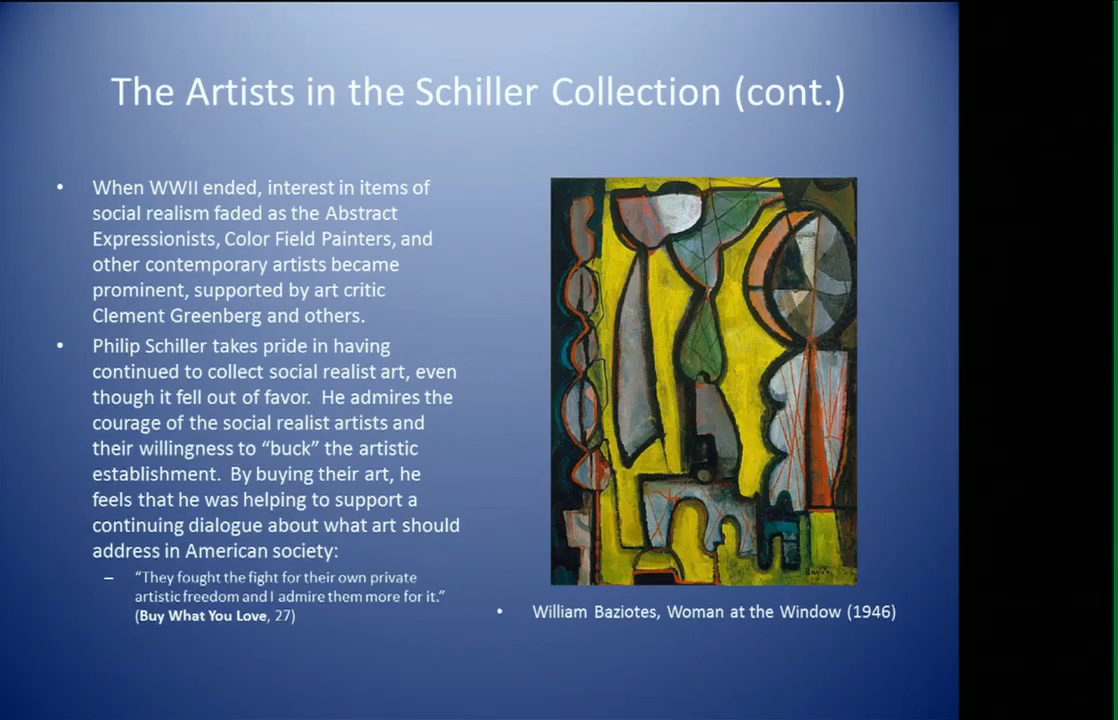 The Artists in the Schiller Collection (cont.)
• When WWII ended, interest in items of
social realism faded as the Abstract
Expressionists, Color Field Painters, and
other contemporary artists became
prominent, supported by art critic
Clement Greenberg and others.
• Philip Schiller takes pride in having
continued to collect social realist art, even
though it fell out of favor.  He admires the
courage of the social realist artists and
their willingness to “buck” the artistic
establishment.  By buying their art, he
feels that he was helping to support a
continuing dialogue about what art should
address in American society:
– “They fought the fight for their own private
artistic freedom and I admire them more for it.”
(Buy What You Love, 27)
• William Baziotes, Woman at the Window (1946)